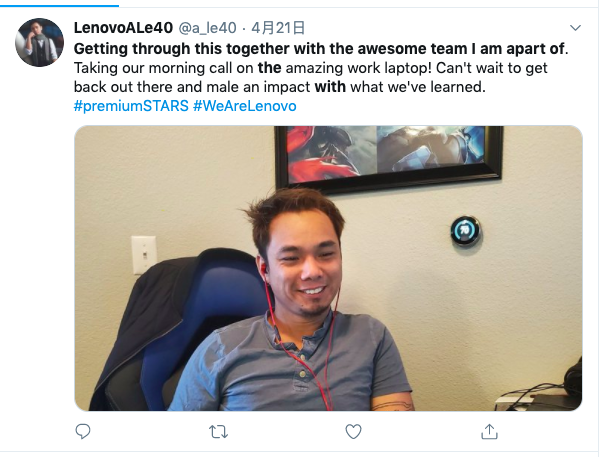 LenovoALe40 @a_le40 · 4月21日
Getting through this together with the awesome team I am apart of.
Taking our morning call on the amazing work laptop! Can't wait to get
back out there and male an impact with what we've learned.
#premiumSTARS #WeAreLenovo